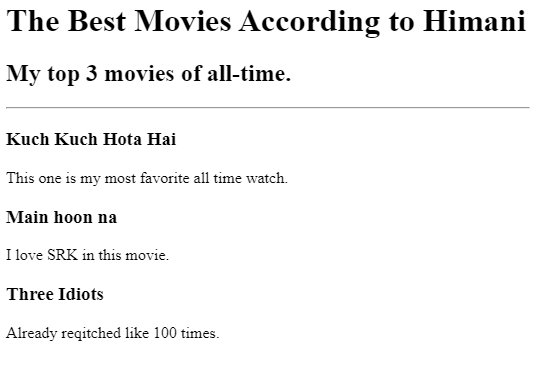 The Best Movies According to Himani
My top 3 movies of all-time.
Kuch Kuch Hota Hai
This one is my most favorite all time watch.
Main hoon na
I love SRK in this movie.
Three Idiots
Already reqitched like 100 times.